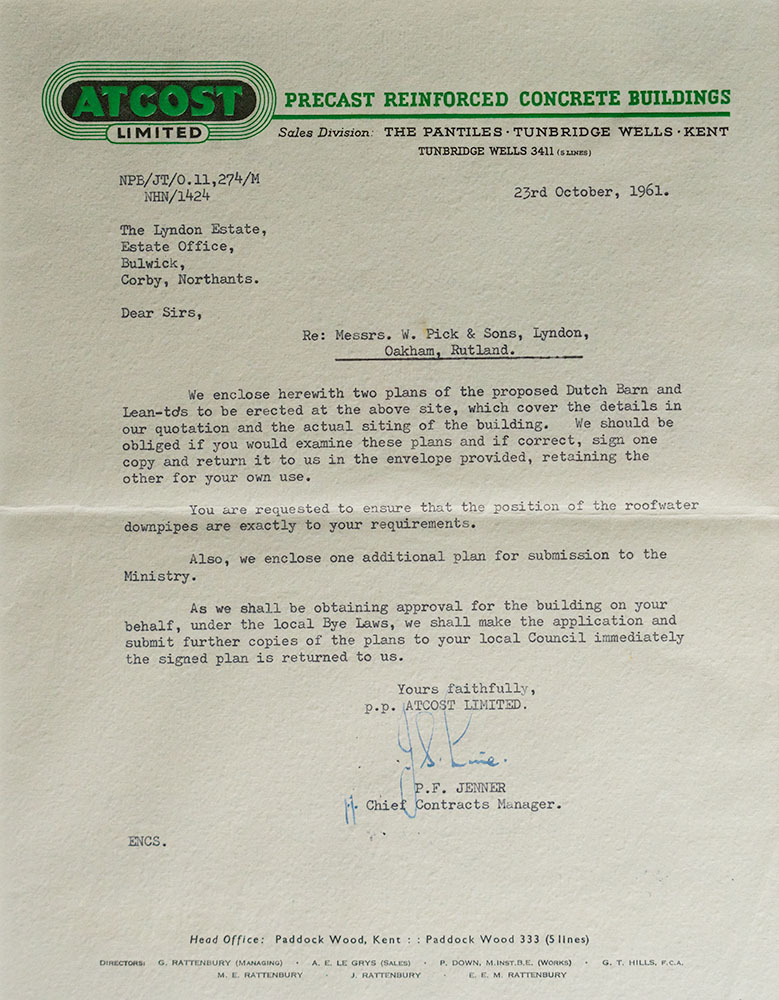 ATCOST
LIMITED
PRECAST REINFORCED CONCRETE BUILDINGS
Sales Division: THE PANTILES · TUNBRIDGE WELLS · KENT
TUNBRIDGE WELLS 3411 (5 LINES)
NPB/JT/O.11,274/M
NHN/1424
23rd October, 1961.
The Lyndon Estate,
Estate Office,
Bulwick,
Corby, Northants.
Dear Sirs,
Re: Messrs. W. Pick & Sons, Lyndon,
Oakham, Rutland.
We enclose herewith two plans of the proposed Dutch Barn and
Lean-to's to be erected at the above site, which cover the details in
our quotation and the actual siting of the building. We should be
obliged if you would examine these plans and if correct, sign one
copy and return it to us in the envelope provided, retaining the
other for your own use.
You are requested to ensure that the position of the roofwater
downpipes are exactly to your requirements.
Also, we enclose one additional plan for submission to the
Ministry.
As we shall be obtaining approval for the building on your
behalf, under the local Bye Laws, we shall make the application and
submit further copies of the plans to your local Council immediately
the signed plan is returned to us.
Yours faithfully,
p.p. ATCOST LIMITED.
P.F. JENNER
Chief Contracts Manager.
ENCS.
Head Office: Paddock Wood, Kent : : Paddock Wood 333 (5 lines)
DIRECTORS: G. RATTENBURY (MANAGING) · A. E. LE GRYS (SALES) · P. DOWN, M.INST.B.E. (WORKS) · G. T. HILLS, F.C.A.
M. E. RATTENBURY · J. RATTENBURY · E. E. M. RATTENBURY